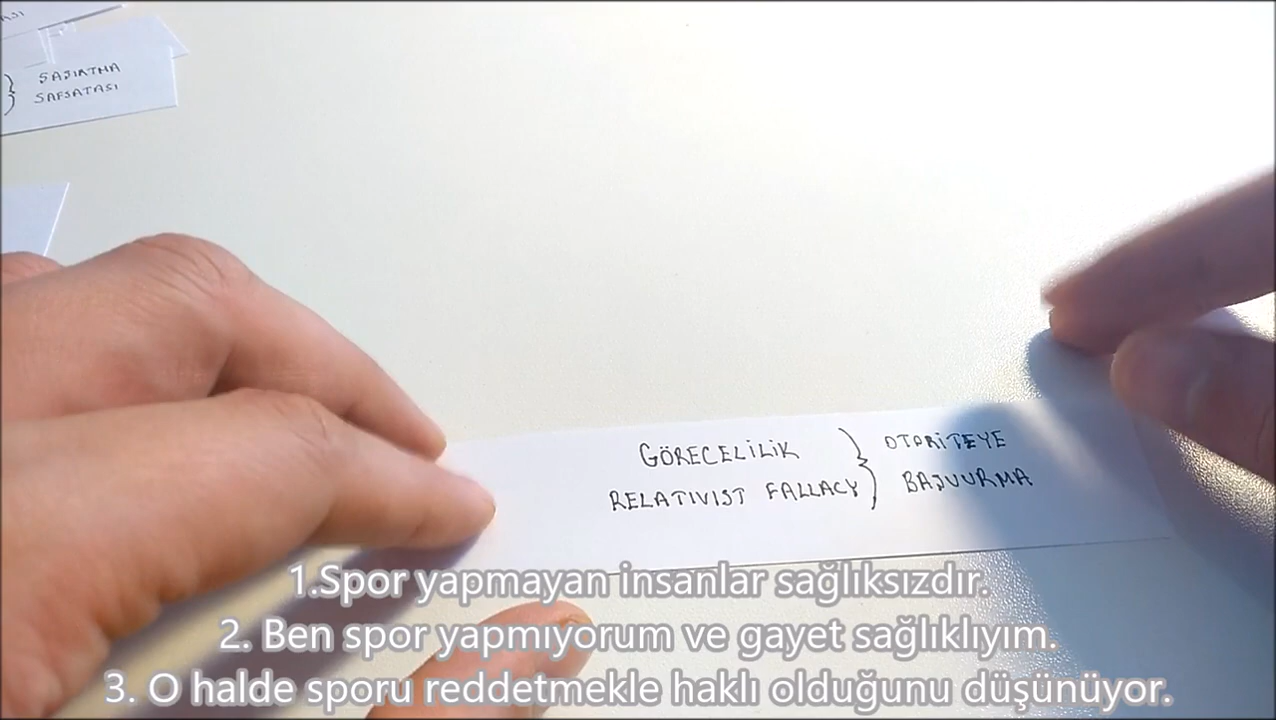 ŞAŞIRTMA
SAFSATASI
GÖRECELİLİK
RELATIVIST FALLACY
OTORİTEYE
BAŞVURMA
1.Spor yapmayan insanlar sağlıksızdır.
2. Ben spor yapmıyorum ve gayet sağlıklıyım.
3. O halde sporu reddetmekle haklı olduğunu düşünüyor.